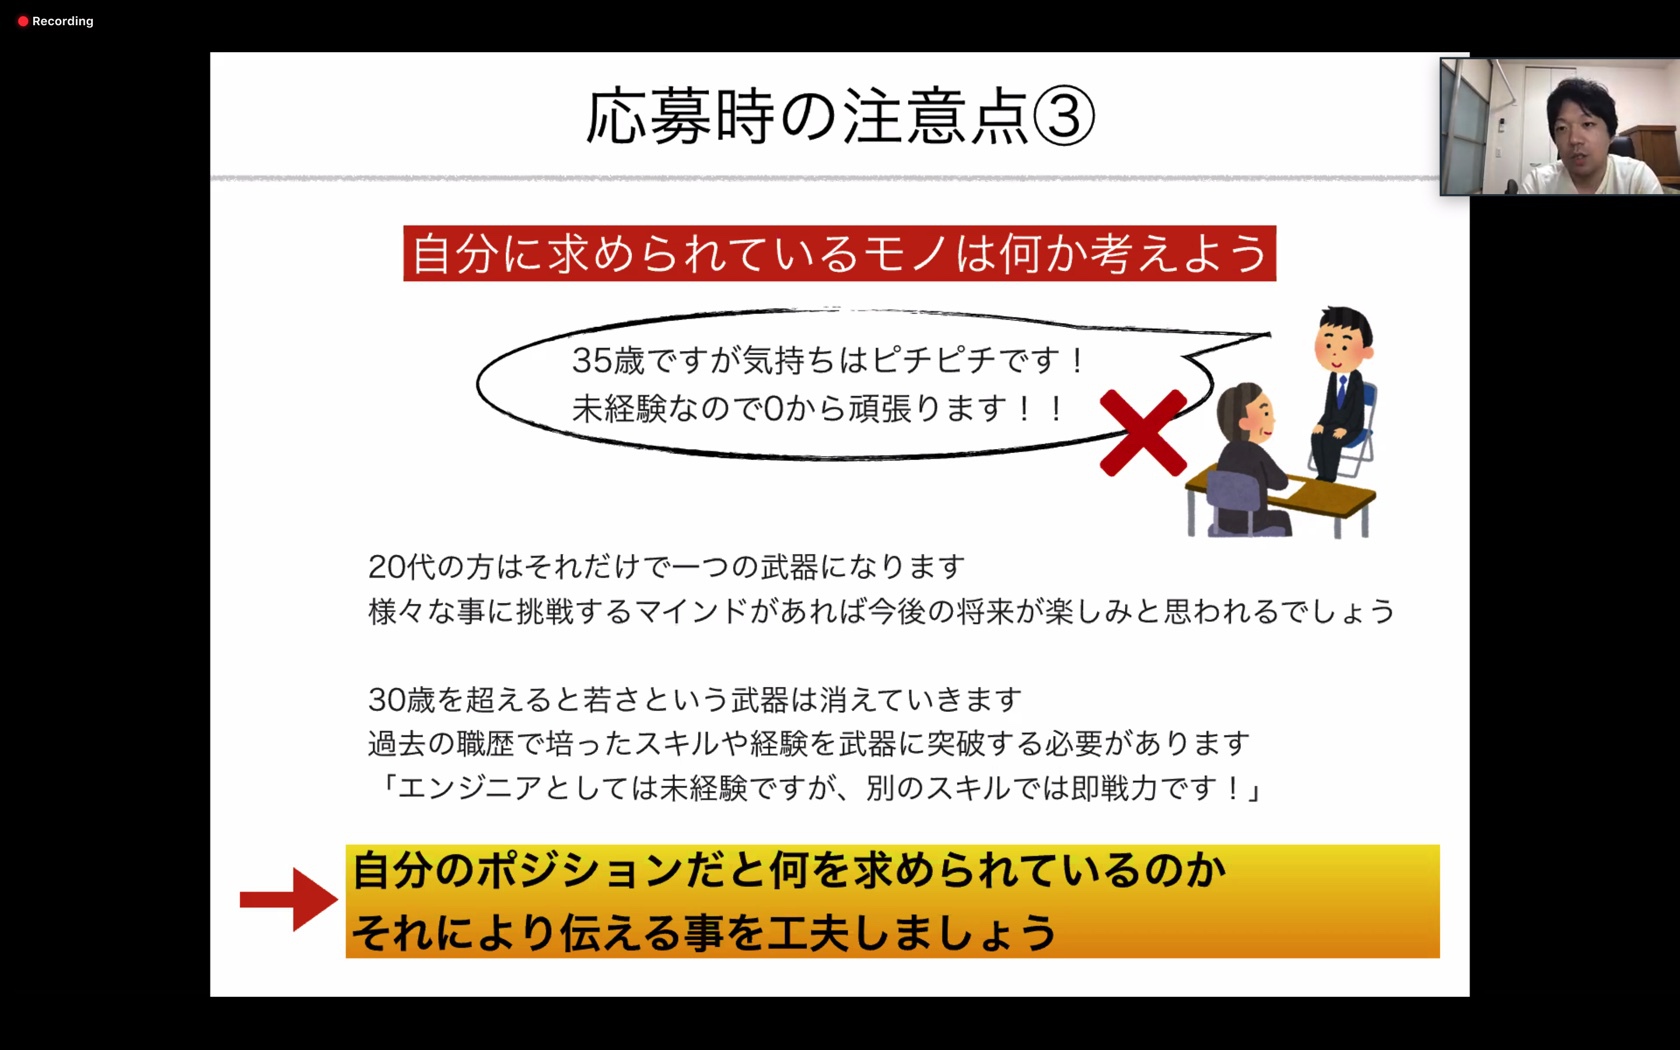 Recording
応募時の注意点③
自分に求められているモノは何か考えよう
35歳ですが気持ちはピチピチです！
未経験なので0から頑張ります！！
20代の方はそれだけで一つの武器になります
様々な事に挑戦するマインドがあれば今後の将来が楽しみと思われるでしょう
30歳を超えると若さという武器は消えていきます
過去の職歴で培ったスキルや経験を武器に突破する必要があります
「エンジニアとしては未経験ですが、別のスキルでは即戦力です！」
自分のポジションだと何を求められているのか
それにより伝える事を工夫しましょう